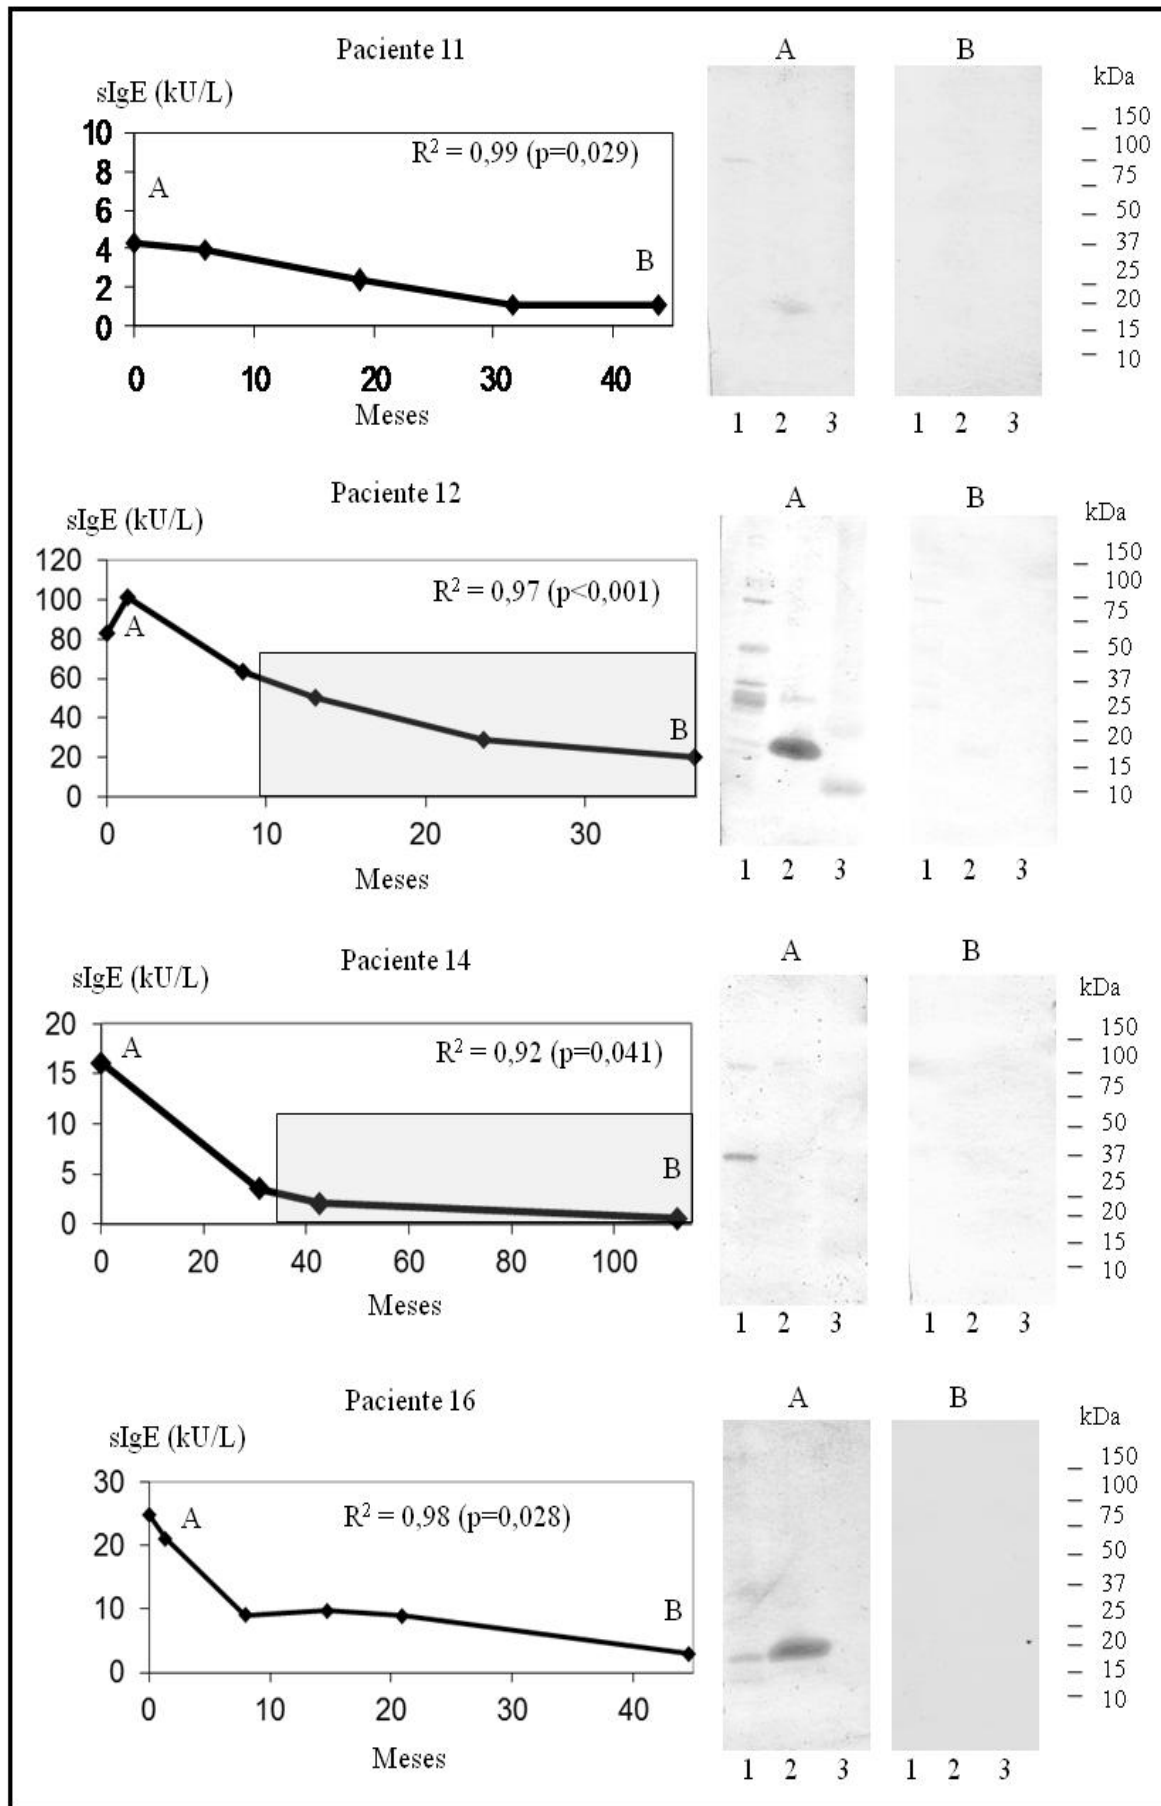 Paciente 11
A B
kDa
sIgE (kU/L)
10
8
6
4
2
0
R² = 0,99 (p=0,029)
A
B
0 10 20 30 40
Meses
150
100
75
50
37
25
20
15
10
1 2 3 1 2 3
Paciente 12
A B
kDa
sIgE (kU/L)
120
100
80
60
40
20
0
R² = 0,97 (p<0,001)
A
B
0 10 20 30
Meses
150
100
75
50
37
25
20
15
10
1 2 3 1 2 3
Paciente 14
A B
kDa
sIgE (kU/L)
20
15
10
5
0
A
R² = 0,92 (p=0,041)
B
0 20 40 60 80 100
Meses
150
100
75
50
37
25
20
15
10
1 2 3 1 2 3
Paciente 16
A B
kDa
sIgE (kU/L)
30
20
10
0
A
R² = 0,98 (p=0,028)
B
0 10 20 30 40
Meses
150
100
75
50
37
25
20
15
10
1 2 3 1 2 3